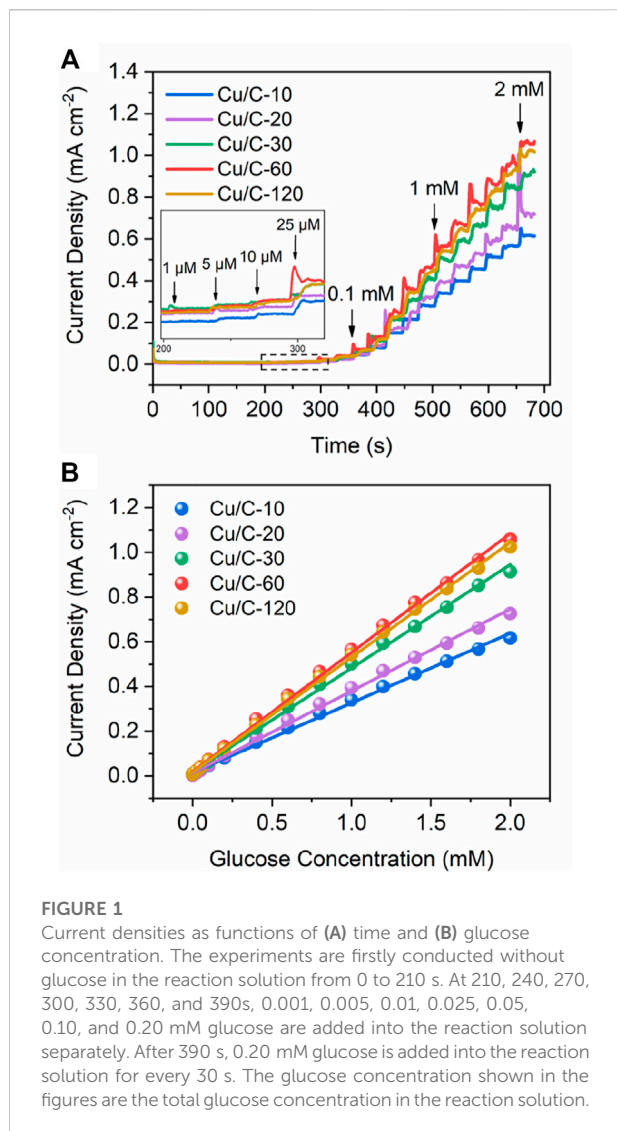 A
1.4
1.2
1.0
0.8
0.6
0.4
0.2
0.0
Current Density (mA cm⁻²)
Cu/C-10
Cu/C-20
Cu/C-30
Cu/C-60
Cu/C-120
2 mM
1 mM
0.1 mM
25 µM
10 µM
5 µM
1 µM
200
300
0 100 200 300 400 500 600 700
Time (s)
B
1.2
1.0
0.8
0.6
0.4
0.2
0.0
Current Density (mA cm⁻²)
Cu/C-10
Cu/C-20
Cu/C-30
Cu/C-60
Cu/C-120
0.0 0.5 1.0 1.5 2.0
Glucose Concentration (mM)
FIGURE 1
Current densities as functions of (A) time and (B) glucose
concentration. The experiments are firstly conducted without
glucose in the reaction solution from 0 to 210 s. At 210, 240, 270,
300, 330, 360, and 390s, 0.001, 0.005, 0.01, 0.025, 0.05,
0.10, and 0.20 mM glucose are added into the reaction solution
separately. After 390 s, 0.20 mM glucose is added into the reaction
solution for every 30 s. The glucose concentration shown in the
figures are the total glucose concentration in the reaction solution.